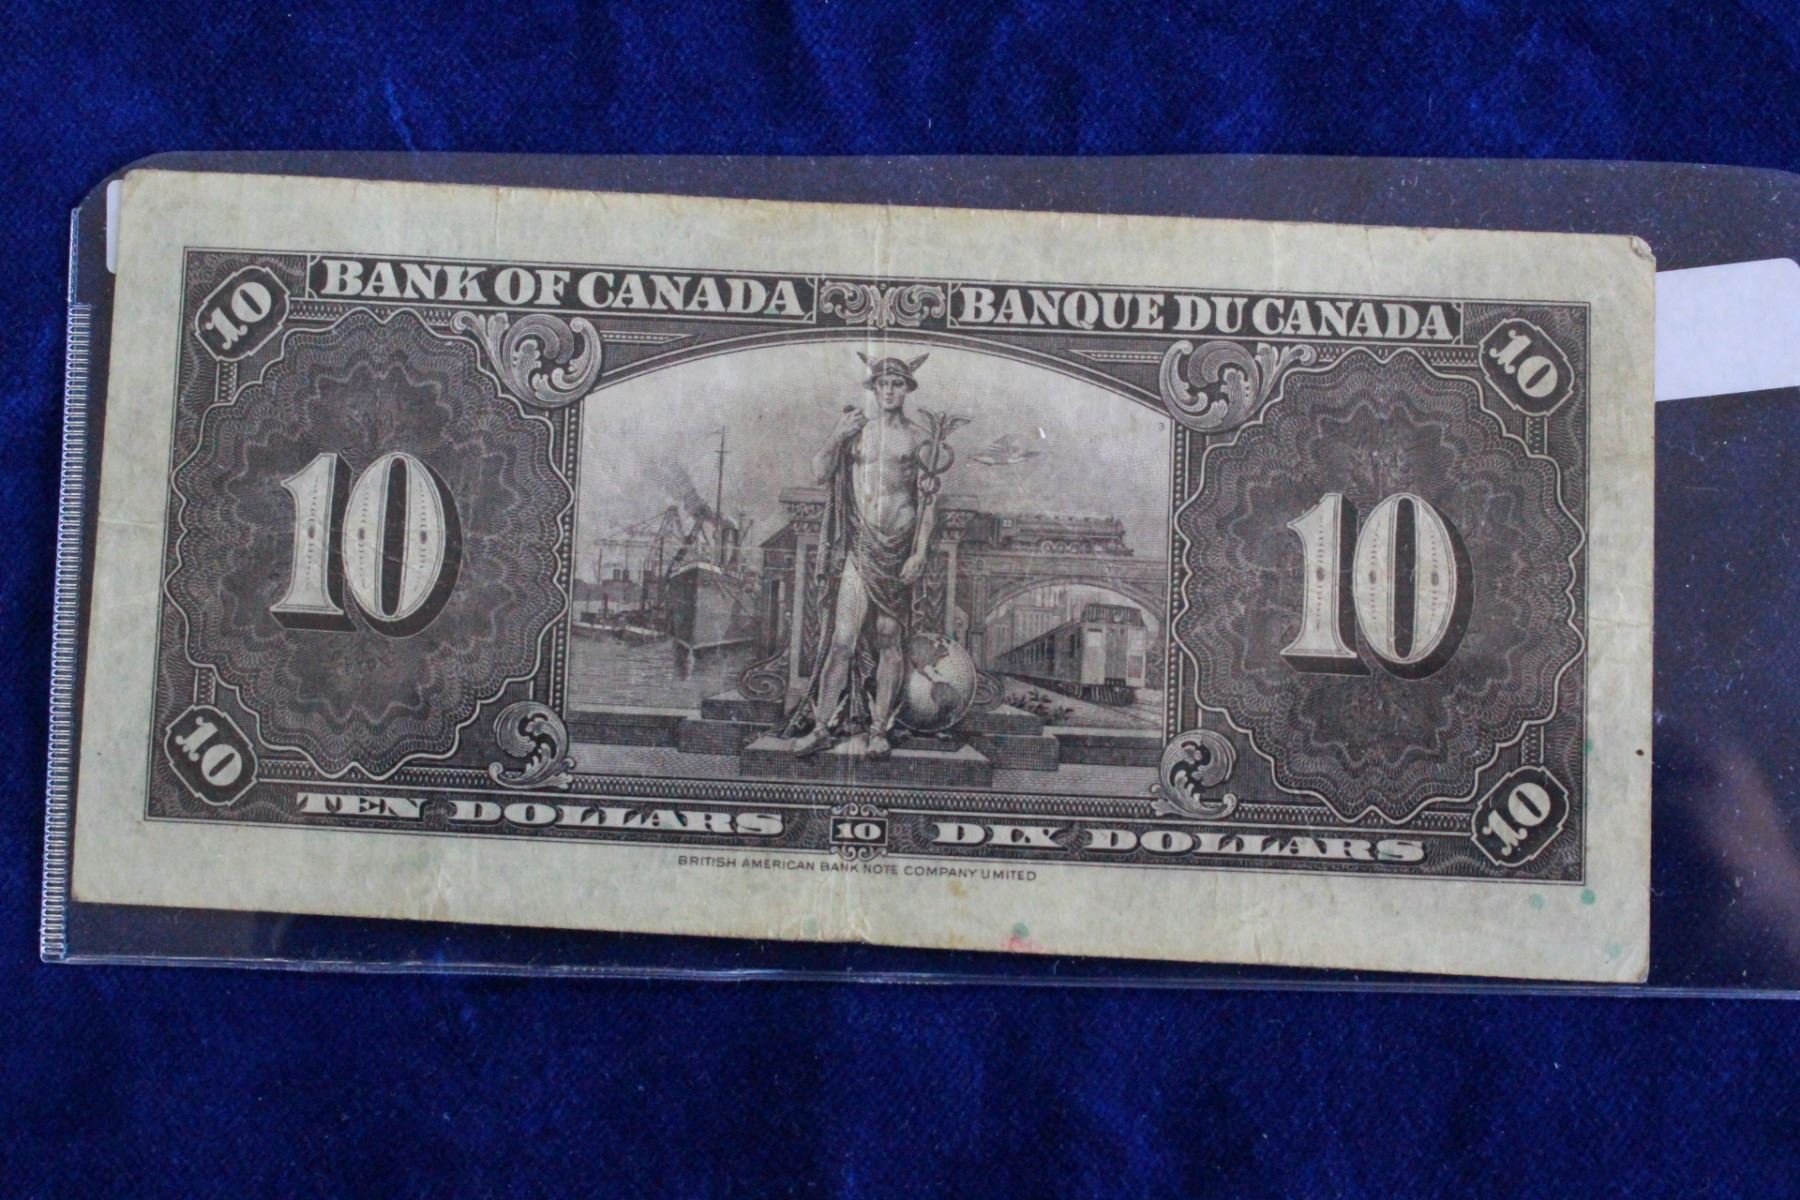 BANK OF CANADA BANQUE DU CANADA
10 10
10 10
10 10
TEN DOLLARS 10 DIX DOLLARS
BRITISH AMERICAN BANK NOTE COMPANY LIMITED